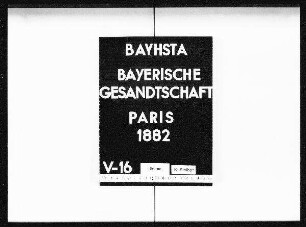 BAYHSTA
BAYERISCHE
GESANDTSCHAFT
PARIS
1882
V-16